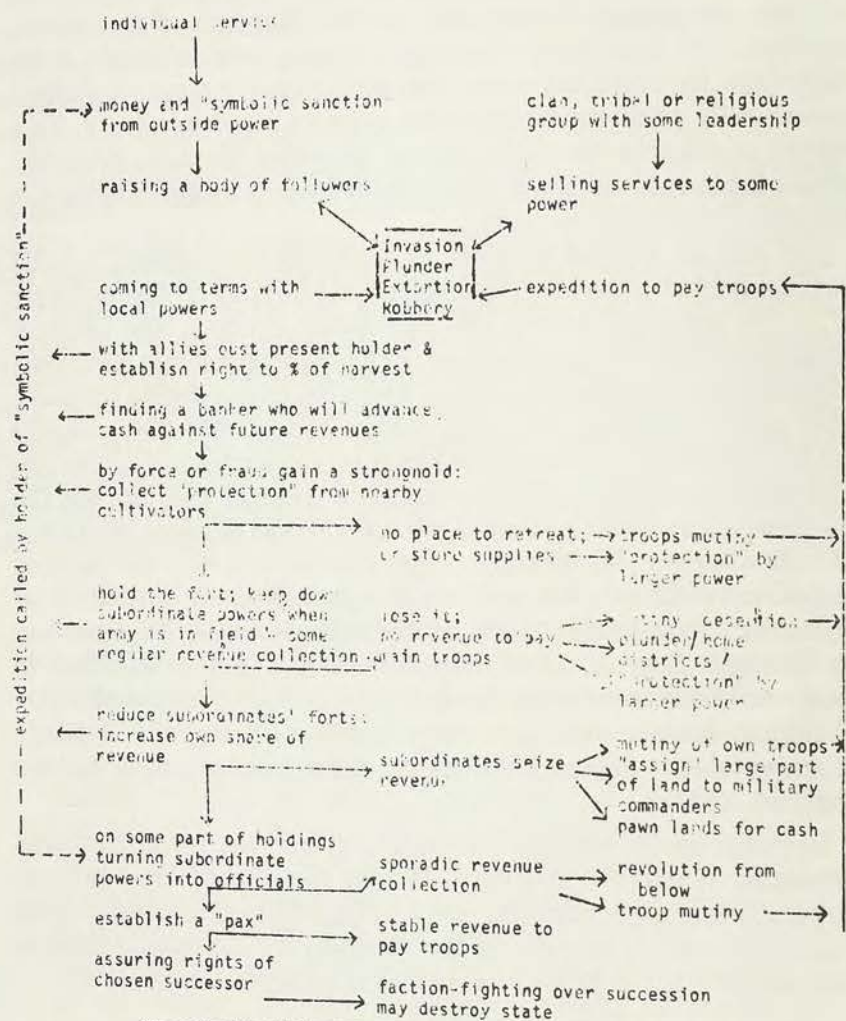 individual service
money and "symbolic sanction
from outside power
clan, tribal or religious
group with some leadership
raising a body of followers
selling services to some
power
Invasion
Plunder
Extortion
Robbery
coming to terms with
local powers
expedition to pay troops
with allies oust present holder &
establish right to % of harvest
finding a banker who will advance
cash against future revenues
by force or fraud gain a stronghold:
collect "protection" from nearby
cultivators
no place to retreat;
or store supplies
troops mutiny
"protection" by
larger power
hold the fort; keep down
subordinate powers when
army is in field & some
regular revenue collection
lose it;
no revenue to pay
main troops
mutiny desertion
plunder/home
districts/
"protection" by
larger power
reduce subordinates' forts;
increase own share of
revenue
subordinates seize
revenue
mutiny of own troops
"assign" large part
of land to military
commanders
pawn lands for cash
on some part of holdings
turning subordinate
powers into officials
sporadic revenue
collection
revolution from
below
troop mutiny
establish a "pax"
stable revenue to
pay troops
assuring rights of
chosen successor
faction-fighting over succession
may destroy state
expedition called by holder of "symbolic sanction"